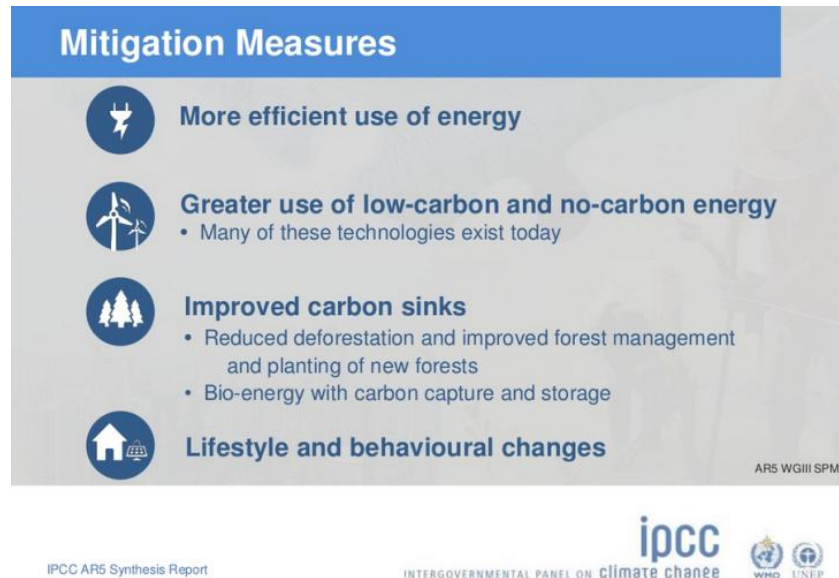 Mitigation Measures
More efficient use of energy
Greater use of low-carbon and no-carbon energy
• Many of these technologies exist today
Improved carbon sinks
• Reduced deforestation and improved forest management
and planting of new forests
• Bio-energy with carbon capture and storage
Lifestyle and behavioural changes
AR5 WGIII SPM
IPCC AR5 Synthesis Report
ipcc
INTERGOVERNMENTAL PANEL ON climate change
WMO UNEP